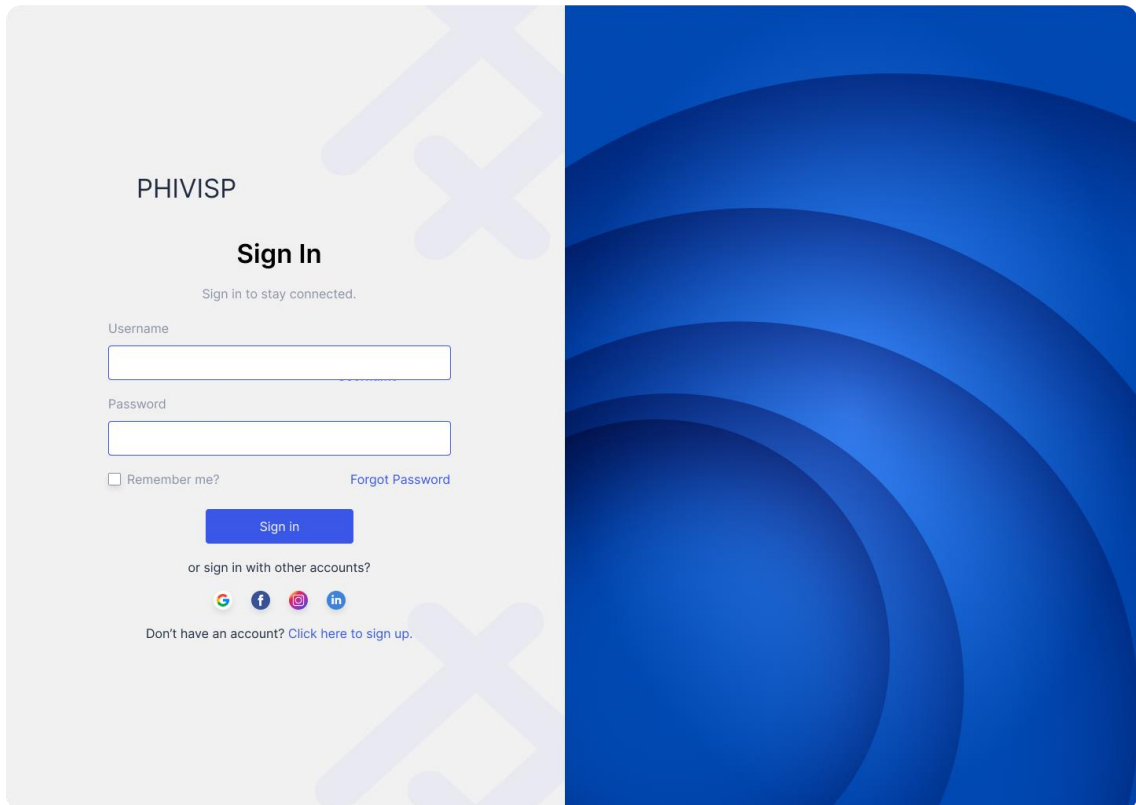 PHIVISP
Sign In
Sign in to stay connected.
Username
Password
Remember me?
Forgot Password
Sign in
or sign in with other accounts?
Don’t have an account? Click here to sign up.